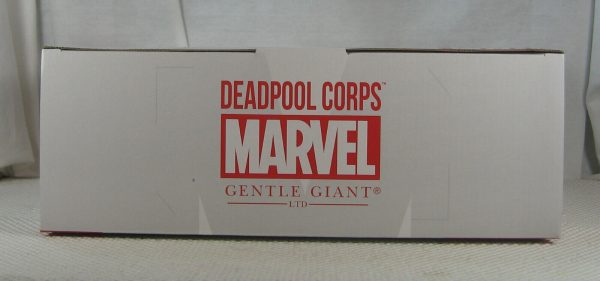 DEADPOOL CORPS™
MARVEL
GENTLE GIANT®
LTD